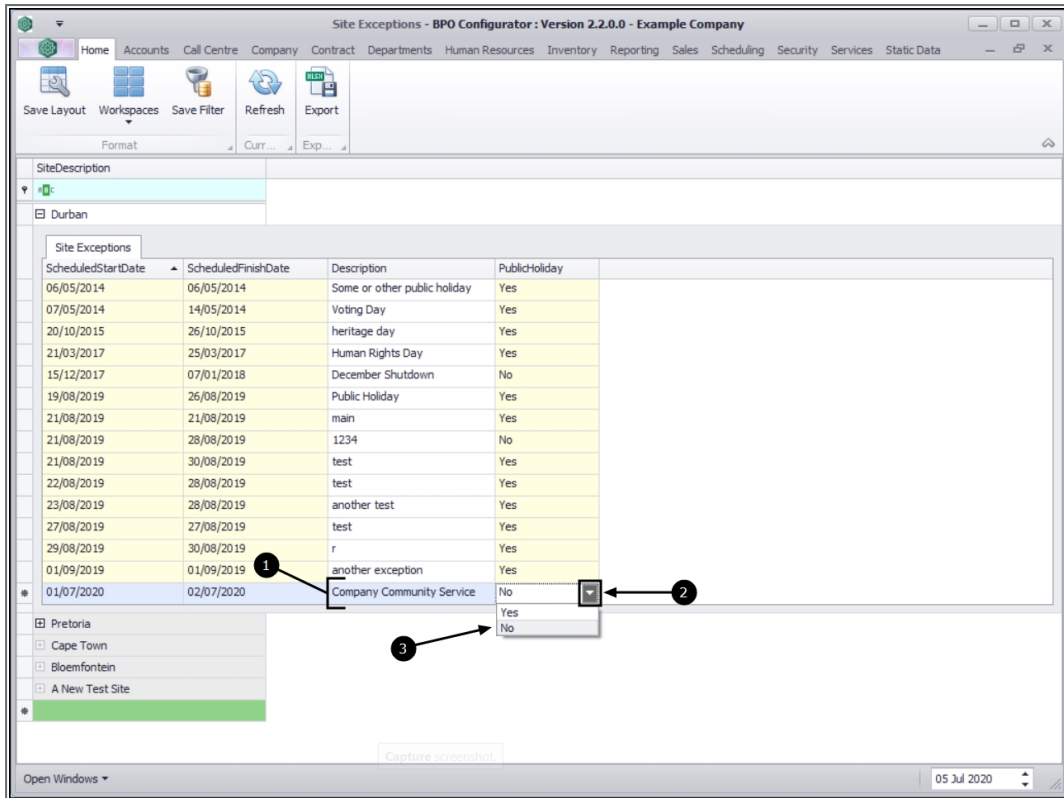 Site Exceptions - BPO Configurator : Version 2.2.0.0 - Example Company
Home Accounts Call Centre Company Contract Departments Human Resources Inventory Reporting Sales Scheduling Security Services Static Data
Save Layout Workspaces Save Filter Refresh Export
Format Curr... Exp...
SiteDescription
Durban
Site Exceptions
ScheduledStartDate ScheduledFinishDate Description PublicHoliday
06/05/2014 06/05/2014 Some or other public holiday Yes
07/05/2014 14/05/2014 Voting Day Yes
20/10/2015 26/10/2015 heritage day Yes
21/03/2017 25/03/2017 Human Rights Day Yes
15/12/2017 07/01/2018 December Shutdown No
19/08/2019 26/08/2019 Public Holiday Yes
21/08/2019 21/08/2019 main Yes
21/08/2019 28/08/2019 1234 No
21/08/2019 30/08/2019 test Yes
22/08/2019 28/08/2019 test Yes
23/08/2019 28/08/2019 another test Yes
27/08/2019 27/08/2019 test Yes
29/08/2019 30/08/2019 r Yes
01/09/2019 01/09/2019 another exception Yes
1
01/07/2020 02/07/2020 Company Community Service No
2
Yes
No
3
Pretoria
Cape Town
Bloemfontein
A New Test Site
Capture screenshot.
Open Windows 05 Jul 2020